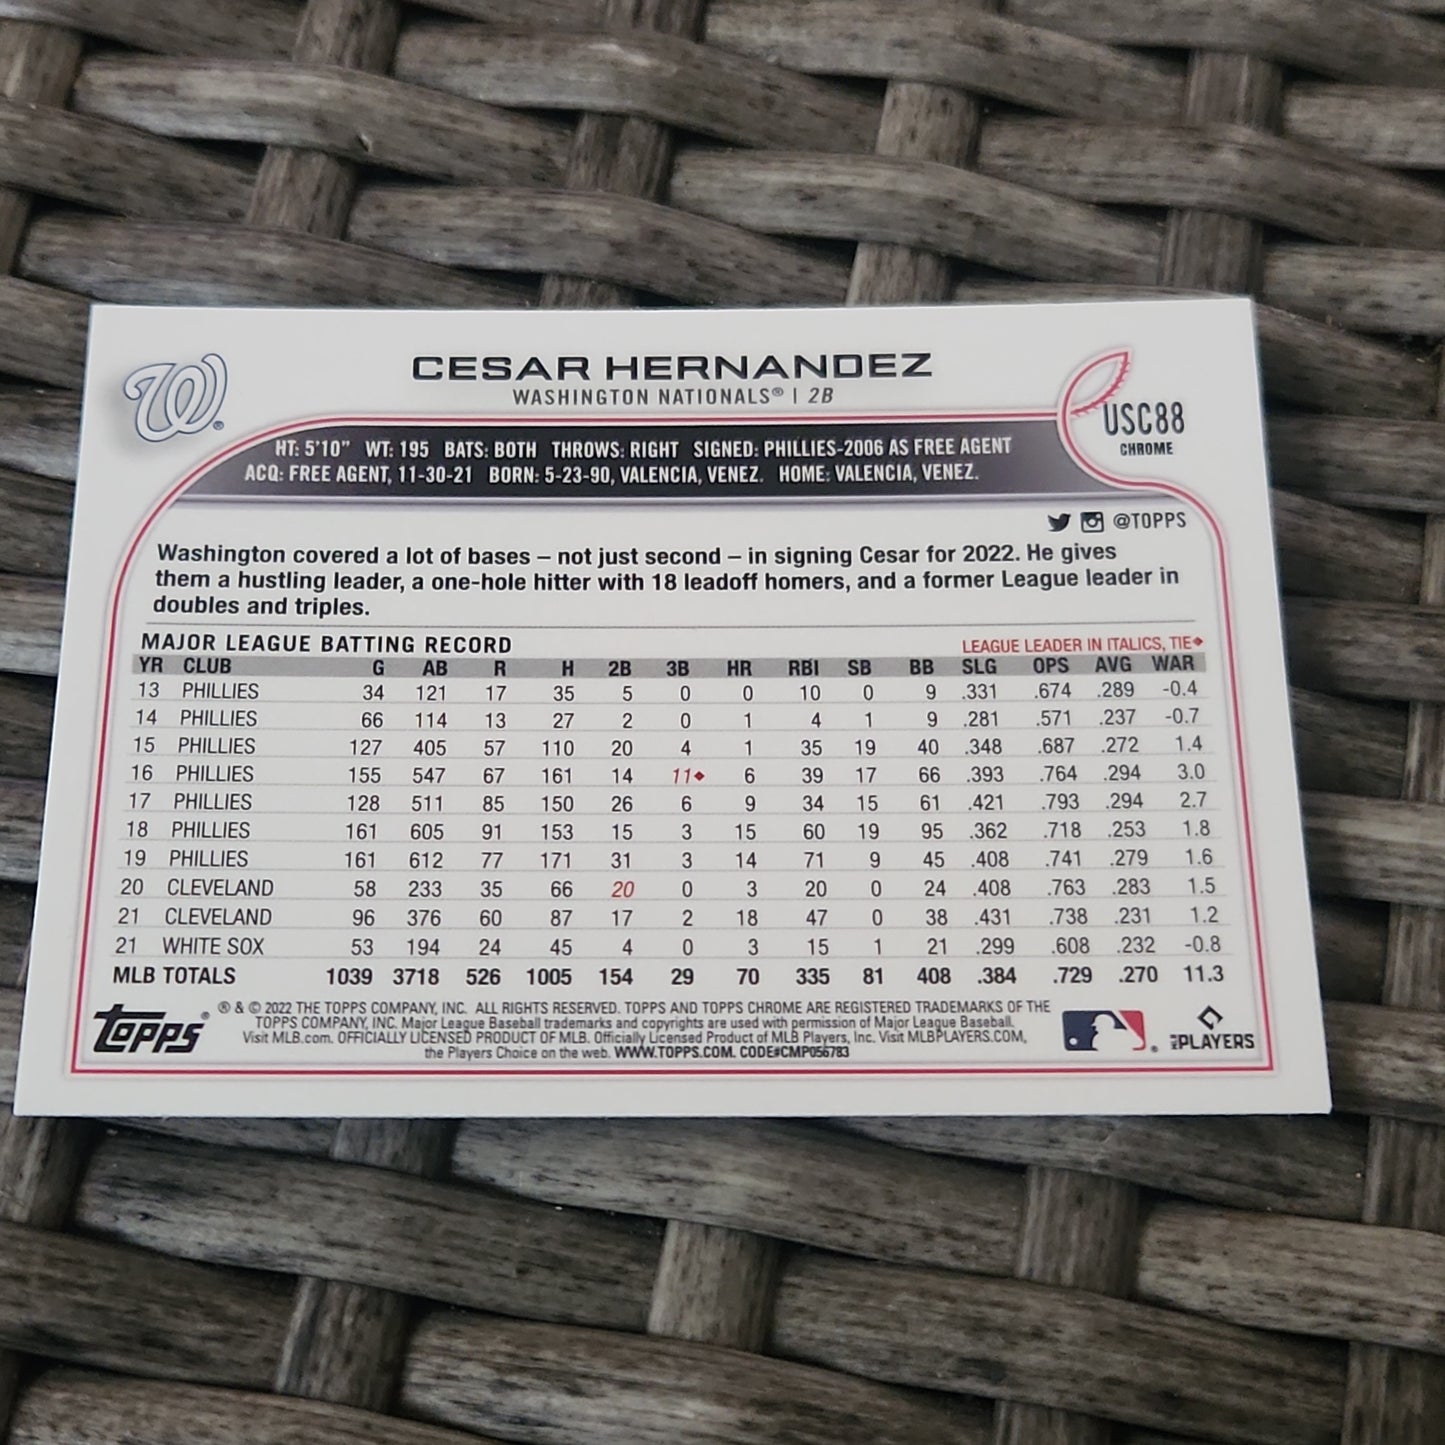 W®
CESAR HERNANDEZ
WASHINGTON NATIONALS® | 2B
USC88
CHROME
HT: 5'10" WT: 195 BATS: BOTH THROWS: RIGHT SIGNED: PHILLIES-2006 AS FREE AGENT
ACQ: FREE AGENT, 11-30-21 BORN: 5-23-90, VALENCIA, VENEZ. HOME: VALENCIA, VENEZ.
@TOPPS
Washington covered a lot of bases – not just second – in signing Cesar for 2022. He gives
them a hustling leader, a one-hole hitter with 18 leadoff homers, and a former League leader in
doubles and triples.
MAJOR LEAGUE BATTING RECORD LEAGUE LEADER IN ITALICS, TIE◆
YR CLUB G AB R H 2B 3B HR RBI SB BB SLG OPS AVG WAR
13 PHILLIES 34 121 17 35 5 0 0 10 0 9 .331 .674 .289 -0.4
14 PHILLIES 66 114 13 27 2 0 1 4 1 9 .281 .571 .237 -0.7
15 PHILLIES 127 405 57 110 20 4 1 35 19 40 .348 .687 .272 1.4
16 PHILLIES 155 547 67 161 14 11◆ 6 39 17 66 .393 .764 .294 3.0
17 PHILLIES 128 511 85 150 26 6 9 34 15 61 .421 .793 .294 2.7
18 PHILLIES 161 605 91 153 15 3 15 60 19 95 .362 .718 .253 1.8
19 PHILLIES 161 612 77 171 31 3 14 71 9 45 .408 .741 .279 1.6
20 CLEVELAND 58 233 35 66 20 0 3 20 0 24 .408 .763 .283 1.5
21 CLEVELAND 96 376 60 87 17 2 18 47 0 38 .431 .738 .231 1.2
21 WHITE SOX 53 194 24 45 4 0 3 15 1 21 .299 .608 .232 -0.8
MLB TOTALS 1039 3718 526 1005 154 29 70 335 81 408 .384 .729 .270 11.3
topps®
® & © 2022 THE TOPPS COMPANY, INC. ALL RIGHTS RESERVED. TOPPS AND TOPPS CHROME ARE REGISTERED TRADEMARKS OF THE
TOPPS COMPANY, INC. Major League Baseball trademarks and copyrights are used with permission of Major League Baseball.
Visit MLB.com. OFFICIALLY LICENSED PRODUCT OF MLB. Officially Licensed Product of MLB Players, Inc. Visit MLBPLAYERS.COM,
the Players Choice on the web. WWW.TOPPS.COM. CODE#CMP056783
MLB PLAYERS